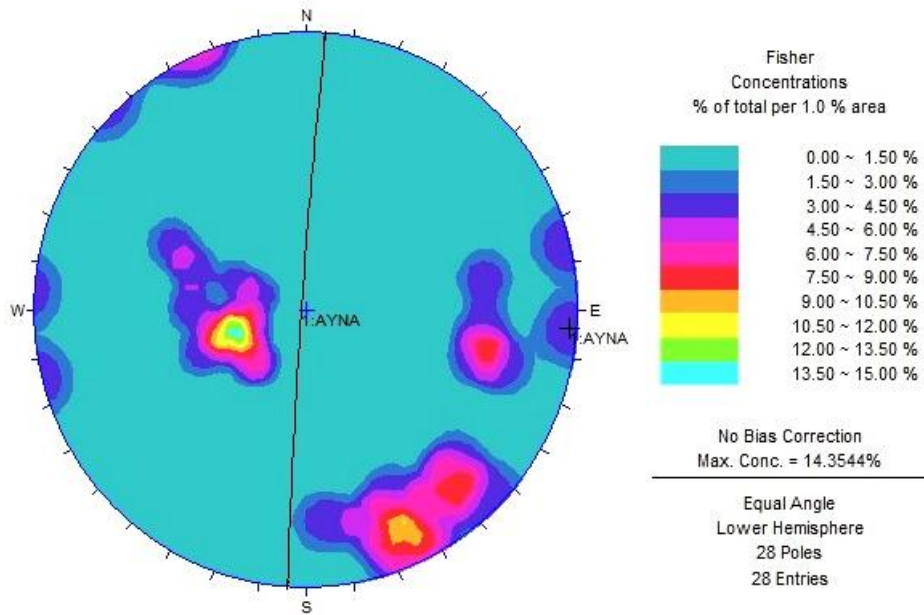 N
W
E
S
1:AYNA
1:AYNA
Fisher
Concentrations
% of total per 1.0 % area
0.00 ~ 1.50 %
1.50 ~ 3.00 %
3.00 ~ 4.50 %
4.50 ~ 6.00 %
6.00 ~ 7.50 %
7.50 ~ 9.00 %
9.00 ~ 10.50 %
10.50 ~ 12.00 %
12.00 ~ 13.50 %
13.50 ~ 15.00 %
No Bias Correction
Max. Conc. = 14.3544%
Equal Angle
Lower Hemisphere
28 Poles
28 Entries